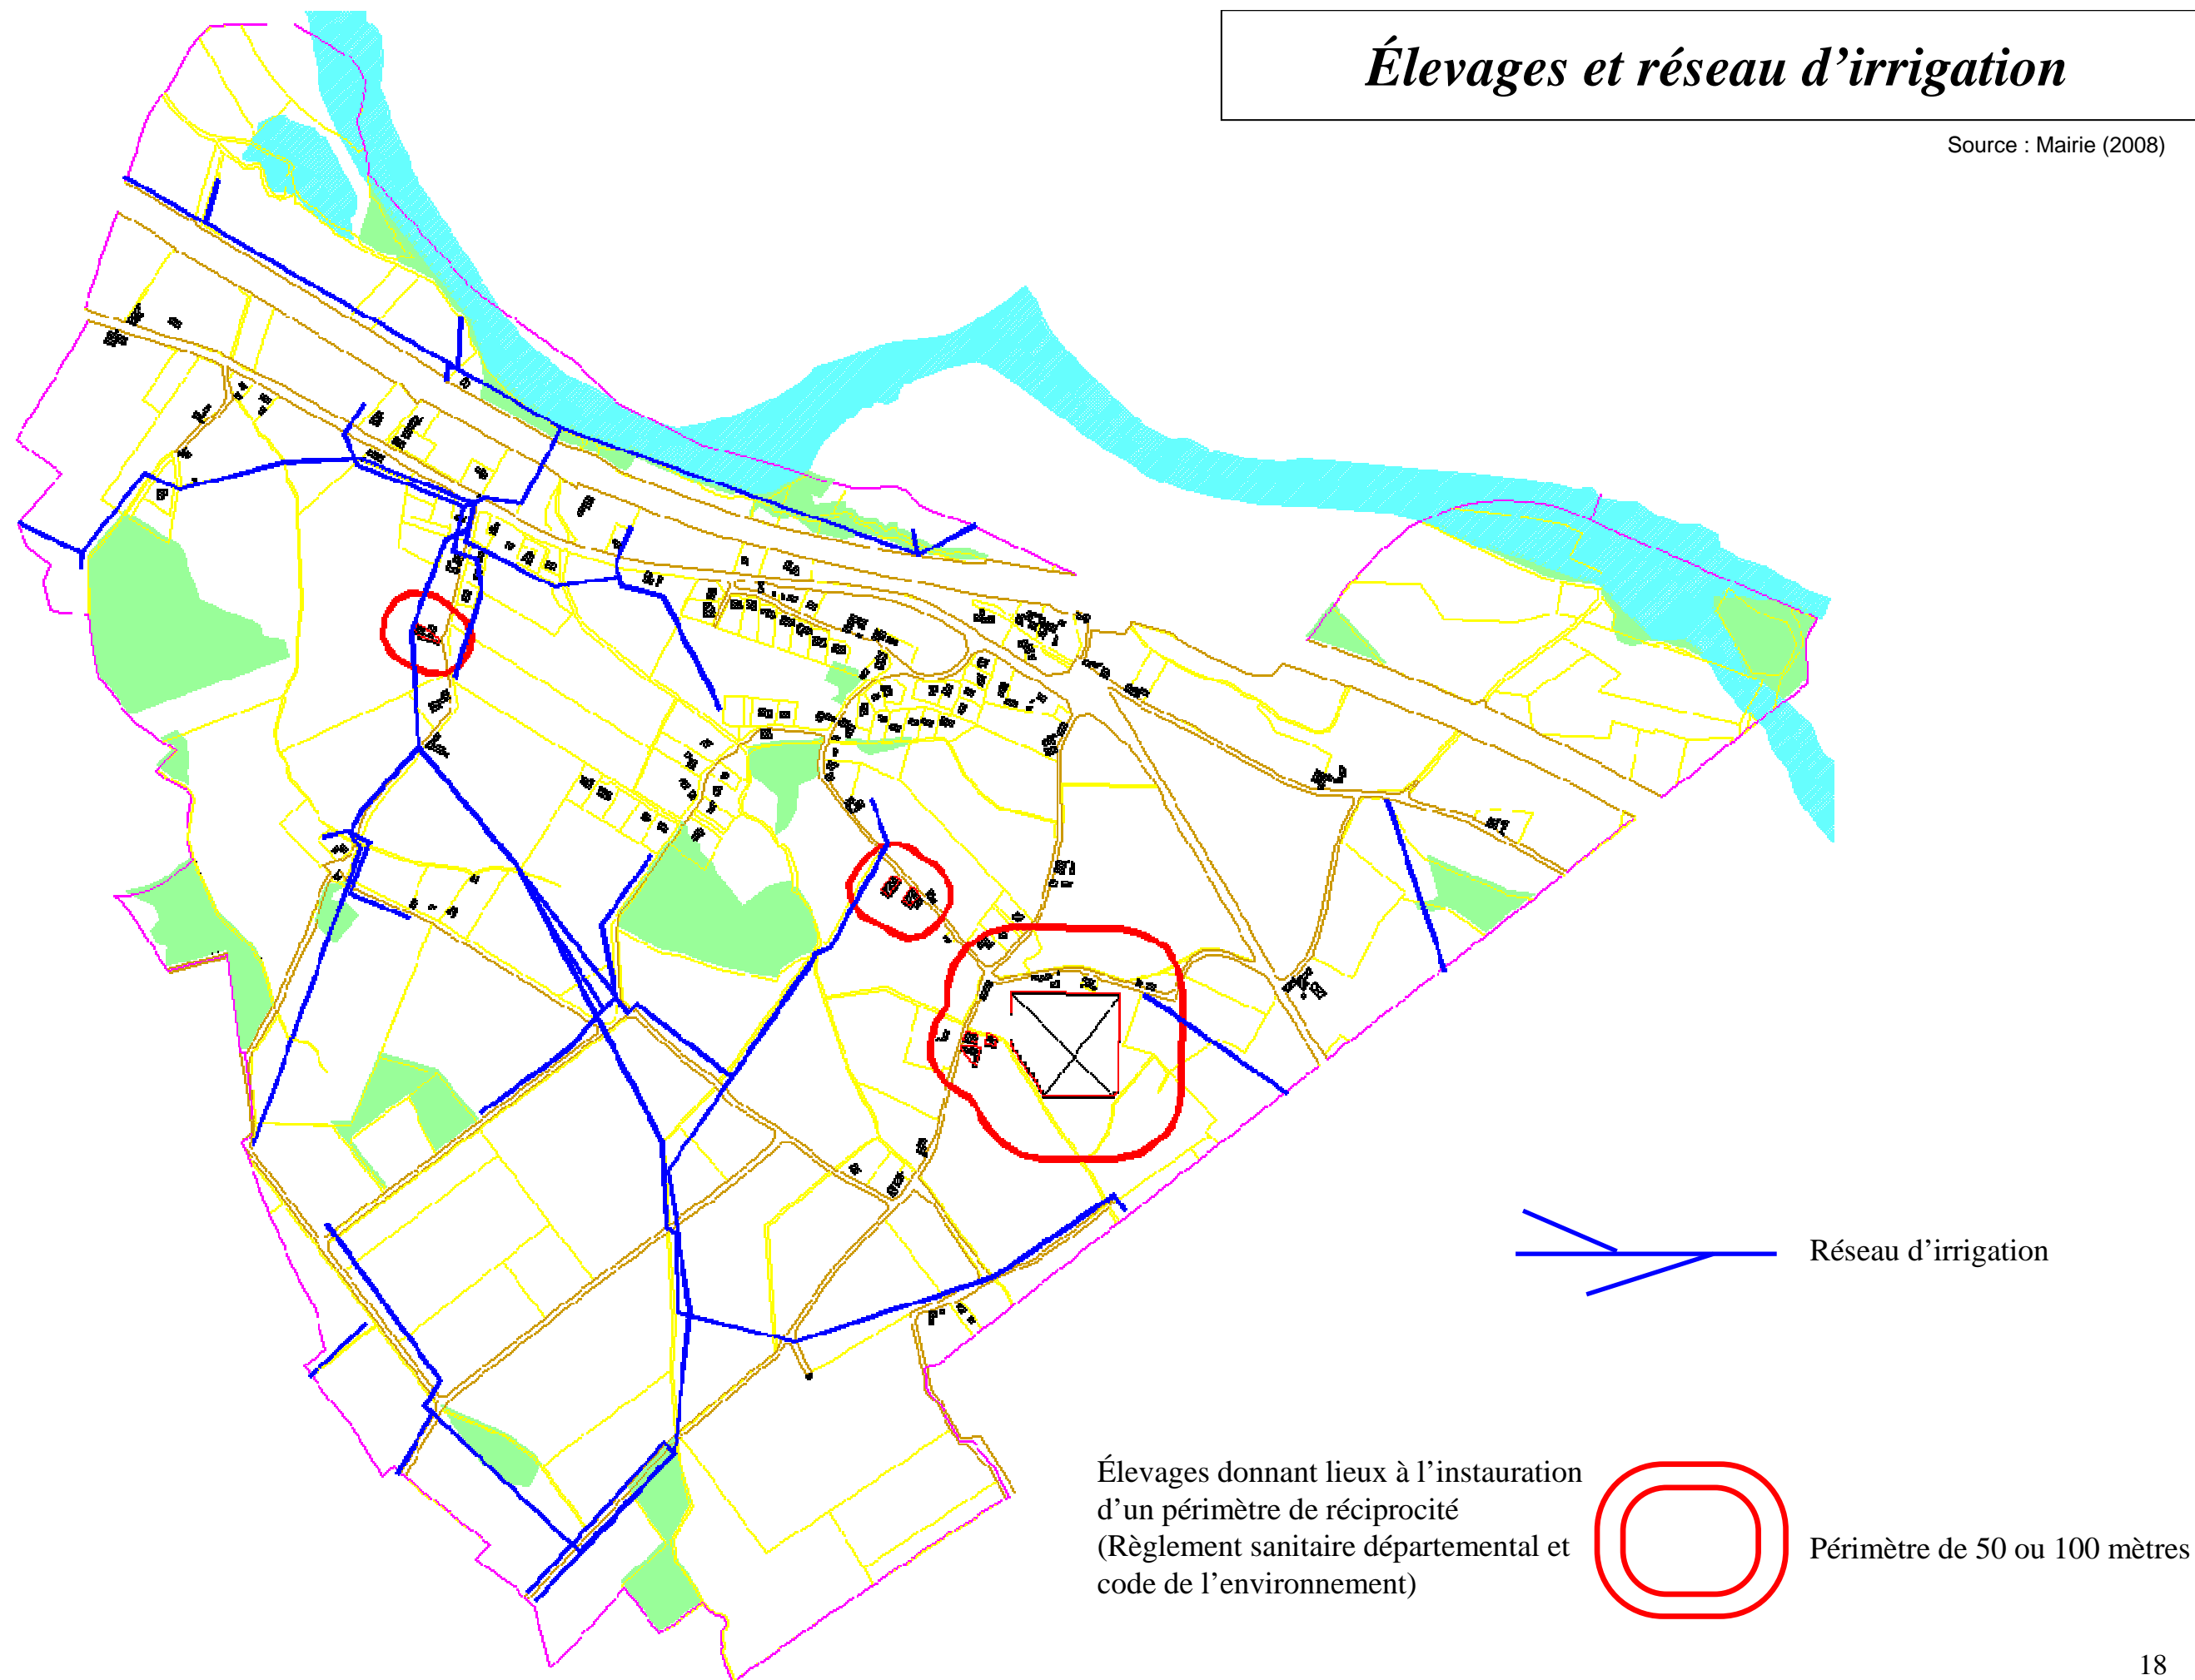 Élevages et réseau d’irrigation
Source : Mairie (2008)
Réseau d’irrigation
Élevages donnant lieux à l’instauration
d’un périmètre de réciprocité
(Règlement sanitaire départemental et
code de l’environnement)
Périmètre de 50 ou 100 mètres
18